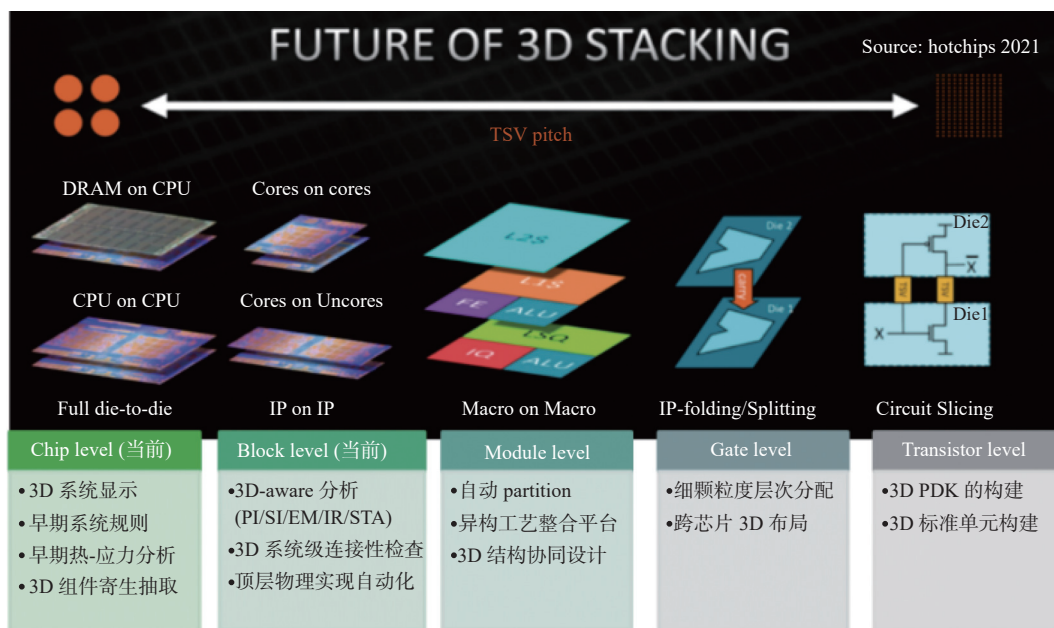 FUTURE OF 3D STACKING
Source: hotchips 2021
TSV pitch
DRAM on CPU
Cores on cores
CPU on CPU
Cores on Uncores
L2S
L1S
FE
ALU
LSQ
IQ
ALU
Die 2
carry
Die 1
Die2
X
TSV
TSV
Die1
X
Full die-to-die
IP on IP
Macro on Macro
IP-folding/Splitting
Circuit Slicing
Chip level (当前)
•3D 系统显示
•早期系统规则
•早期热-应力分析
•3D 组件寄生抽取
Block level (当前)
•3D-aware 分析
(PI/SI/EM/IR/STA)
•3D 系统级连接性检查
•顶层物理实现自动化
Module level
•自动 partition
•异构工艺整合平台
•3D 结构协同设计
Gate level
•细颗粒度层次分配
•跨芯片 3D 布局
Transistor level
•3D PDK 的构建
•3D 标准单元构建